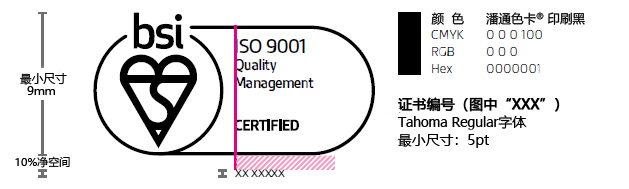 bsi
ISO 9001
Quality
Management
CERTIFIED
XX XXXXX
最小尺寸
9mm
10%净空间
颜 色 潘通色卡® 印刷黑
CMYK 0 0 0 100
RGB 0 0 0
Hex 0000001
证书编号（图中“XXX”）
Tahoma Regular字体
最小尺寸：5pt